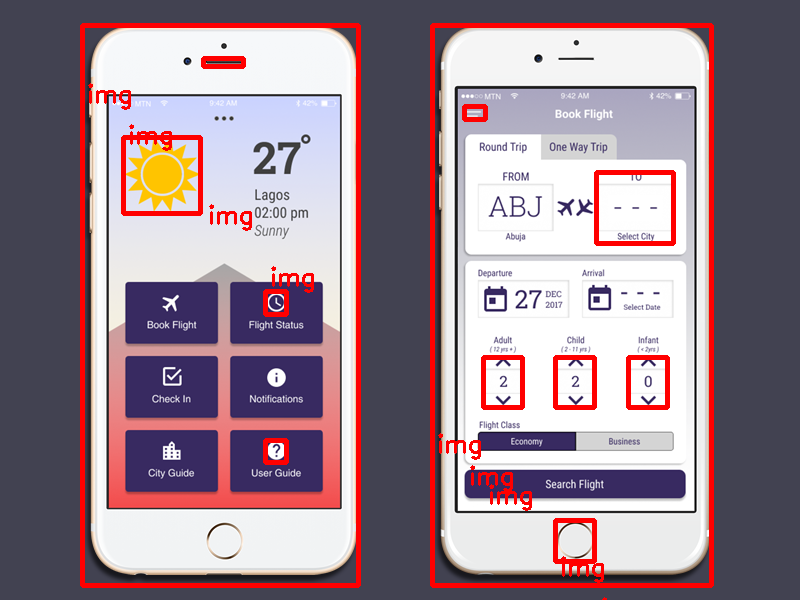 MTN 9:42 AM 42%
img
img
27°
Lagos
02:00 pm
img
Sunny
img
Book Flight
Flight Status
Check In
Notifications
City Guide
User Guide
MTN 9:42 AM 42%
Book Flight
Round Trip One Way Trip
FROM TO
ABJ - - -
Abuja Select City
Departure Arrival
27 DEC 2017 - - - Select Date
Adult Child Infant
( 12 yrs + ) ( 2 - 11 yrs ) ( < 2yrs )
2 2 0
Flight Class
img
Economy Business
img
Search Flight
img
img